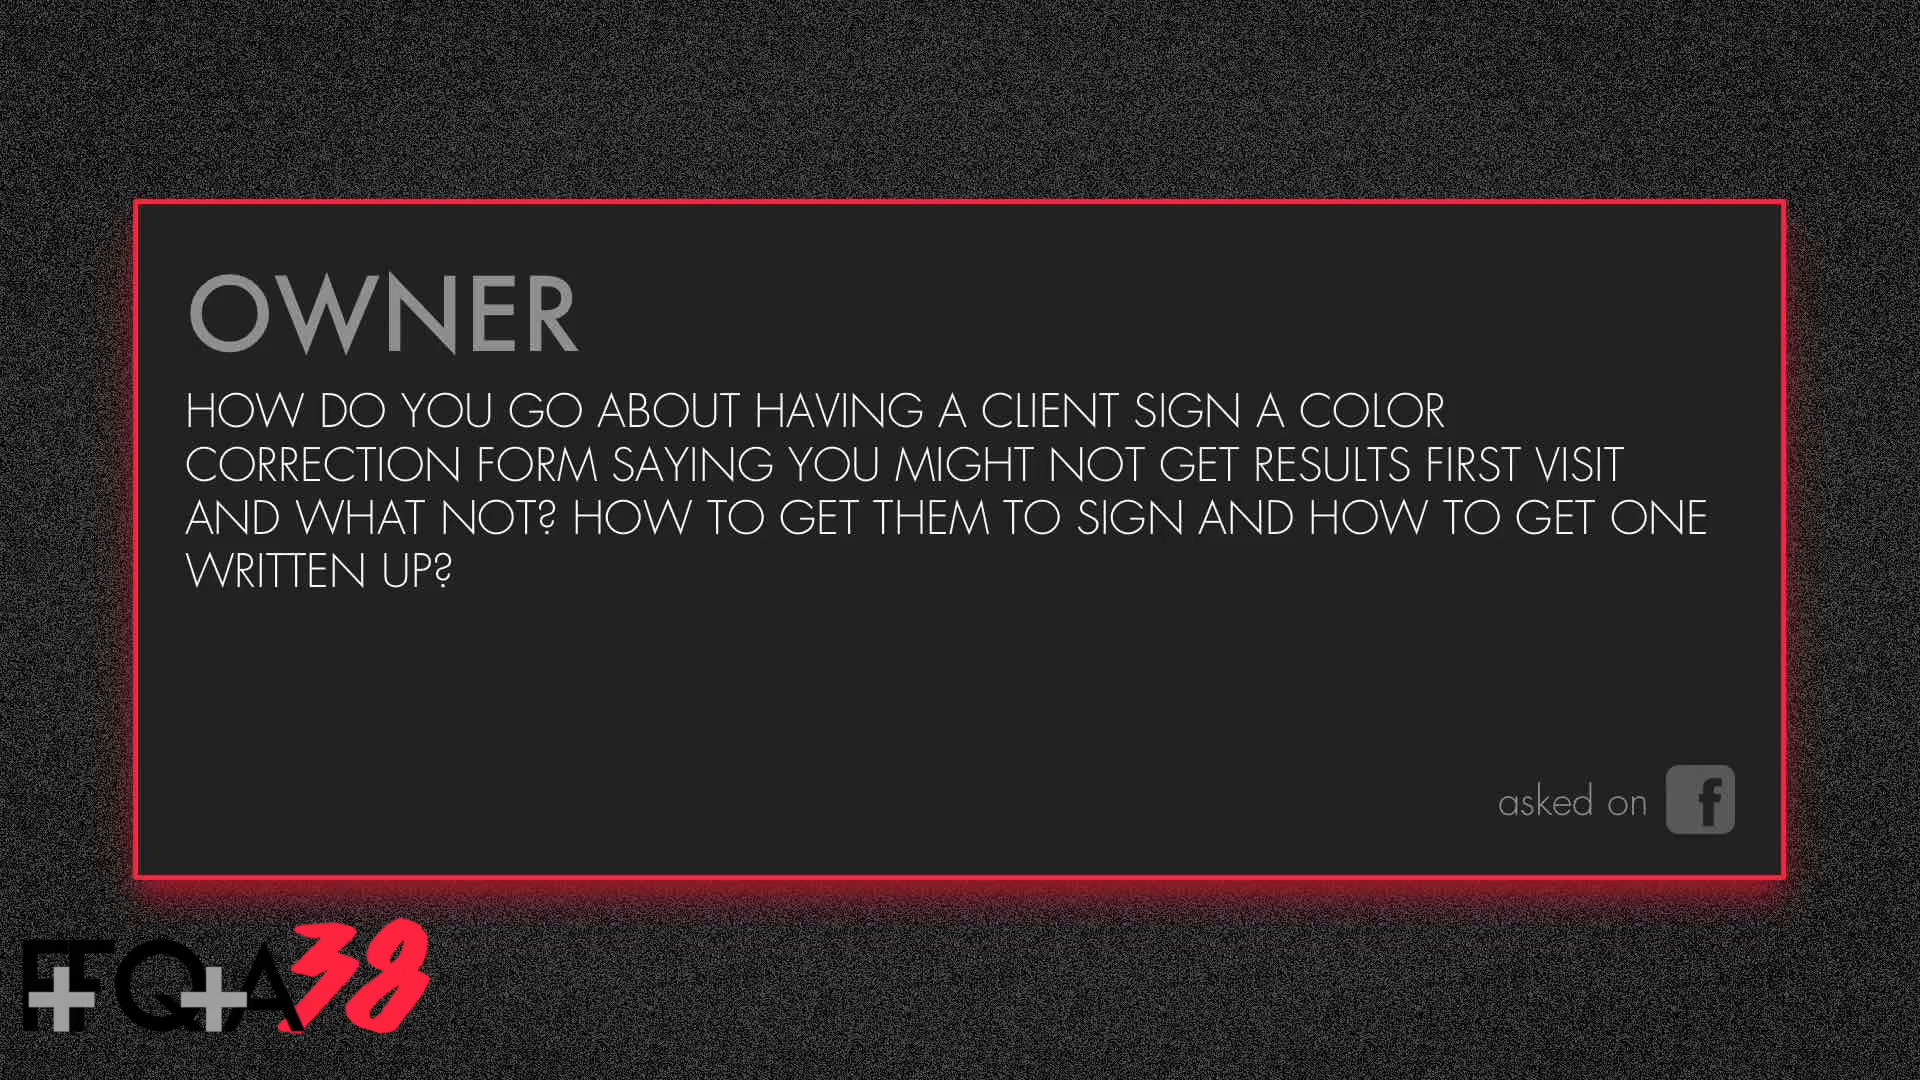 OWNER
HOW DO YOU GO ABOUT HAVING A CLIENT SIGN A COLOR
CORRECTION FORM SAYING YOU MIGHT NOT GET RESULTS FIRST VISIT
AND WHAT NOT? HOW TO GET THEM TO SIGN AND HOW TO GET ONE
WRITTEN UP?
asked on f
F+F Q+A 38